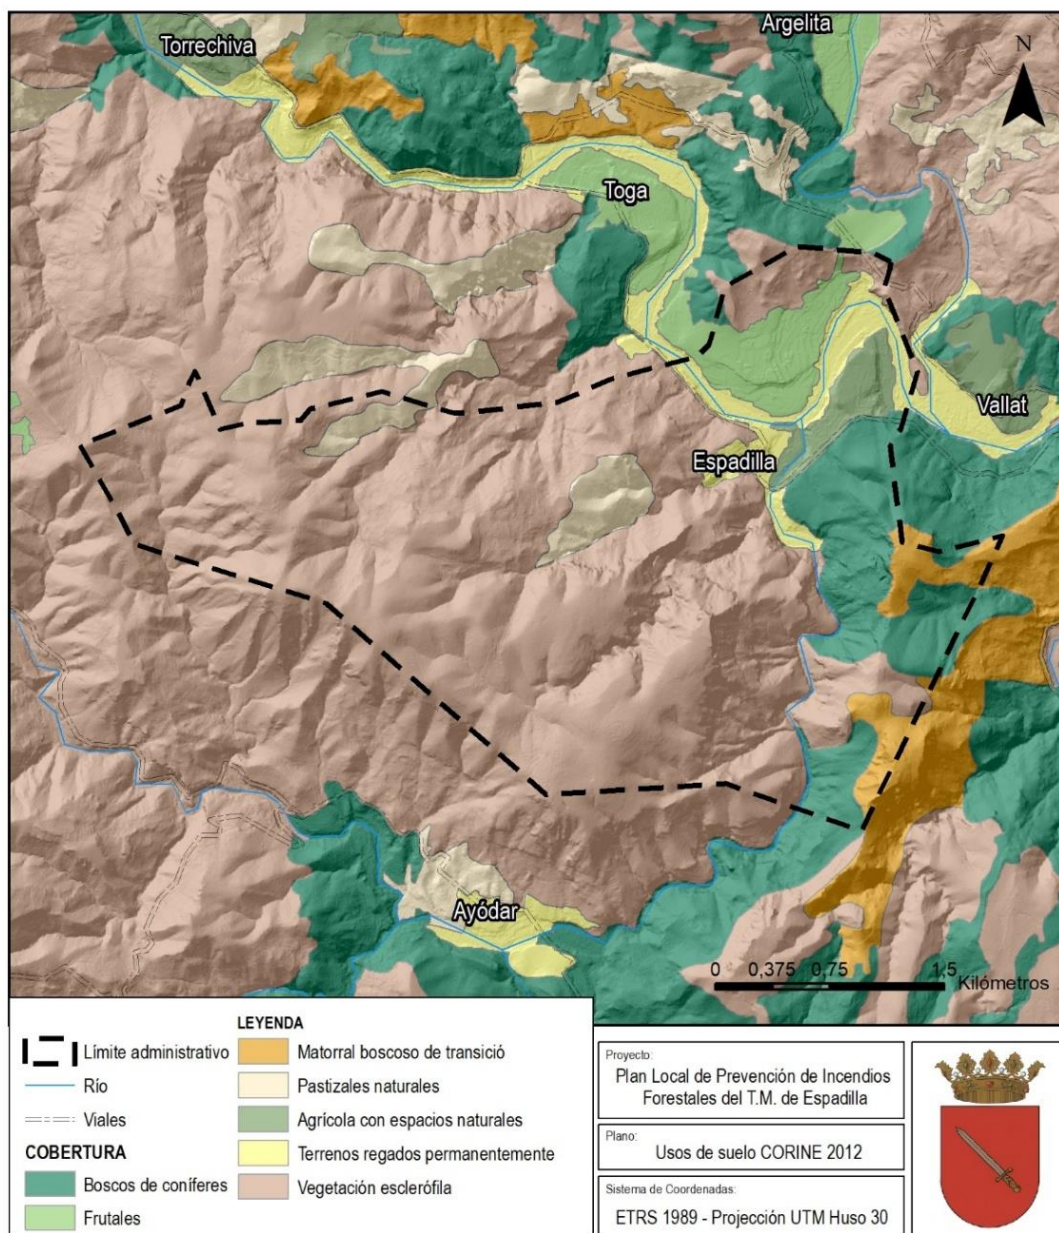 Argelita
Torrechiva
N
Toga
Vallat
Espadilla
Ayódar
0 0,375 0,75 1,5
Kilómetros
LEYENDA
Límite administrativo
Río
Viales
COBERTURA
Boscos de coníferes
Frutales
Matorral boscoso de transició
Pastizales naturales
Agrícola con espacios naturales
Terrenos regados permanentemente
Vegetación esclerófila
Proyecto:
Plan Local de Prevención de Incendios
Forestales del T.M. de Espadilla
Plano:
Usos de suelo CORINE 2012
Sistema de Coordenadas:
ETRS 1989 - Projección UTM Huso 30